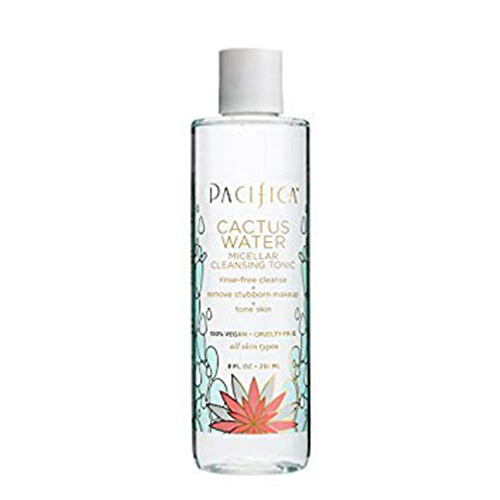 PACIFICA®
CACTUS
WATER
MICELLAR
CLEANSING TONIC
rinse-free cleanse
+
remove stubborn makeup
+
tone skin
100% VEGAN • CRUELTY-FREE
all skin types
8 FL OZ • 251 ML